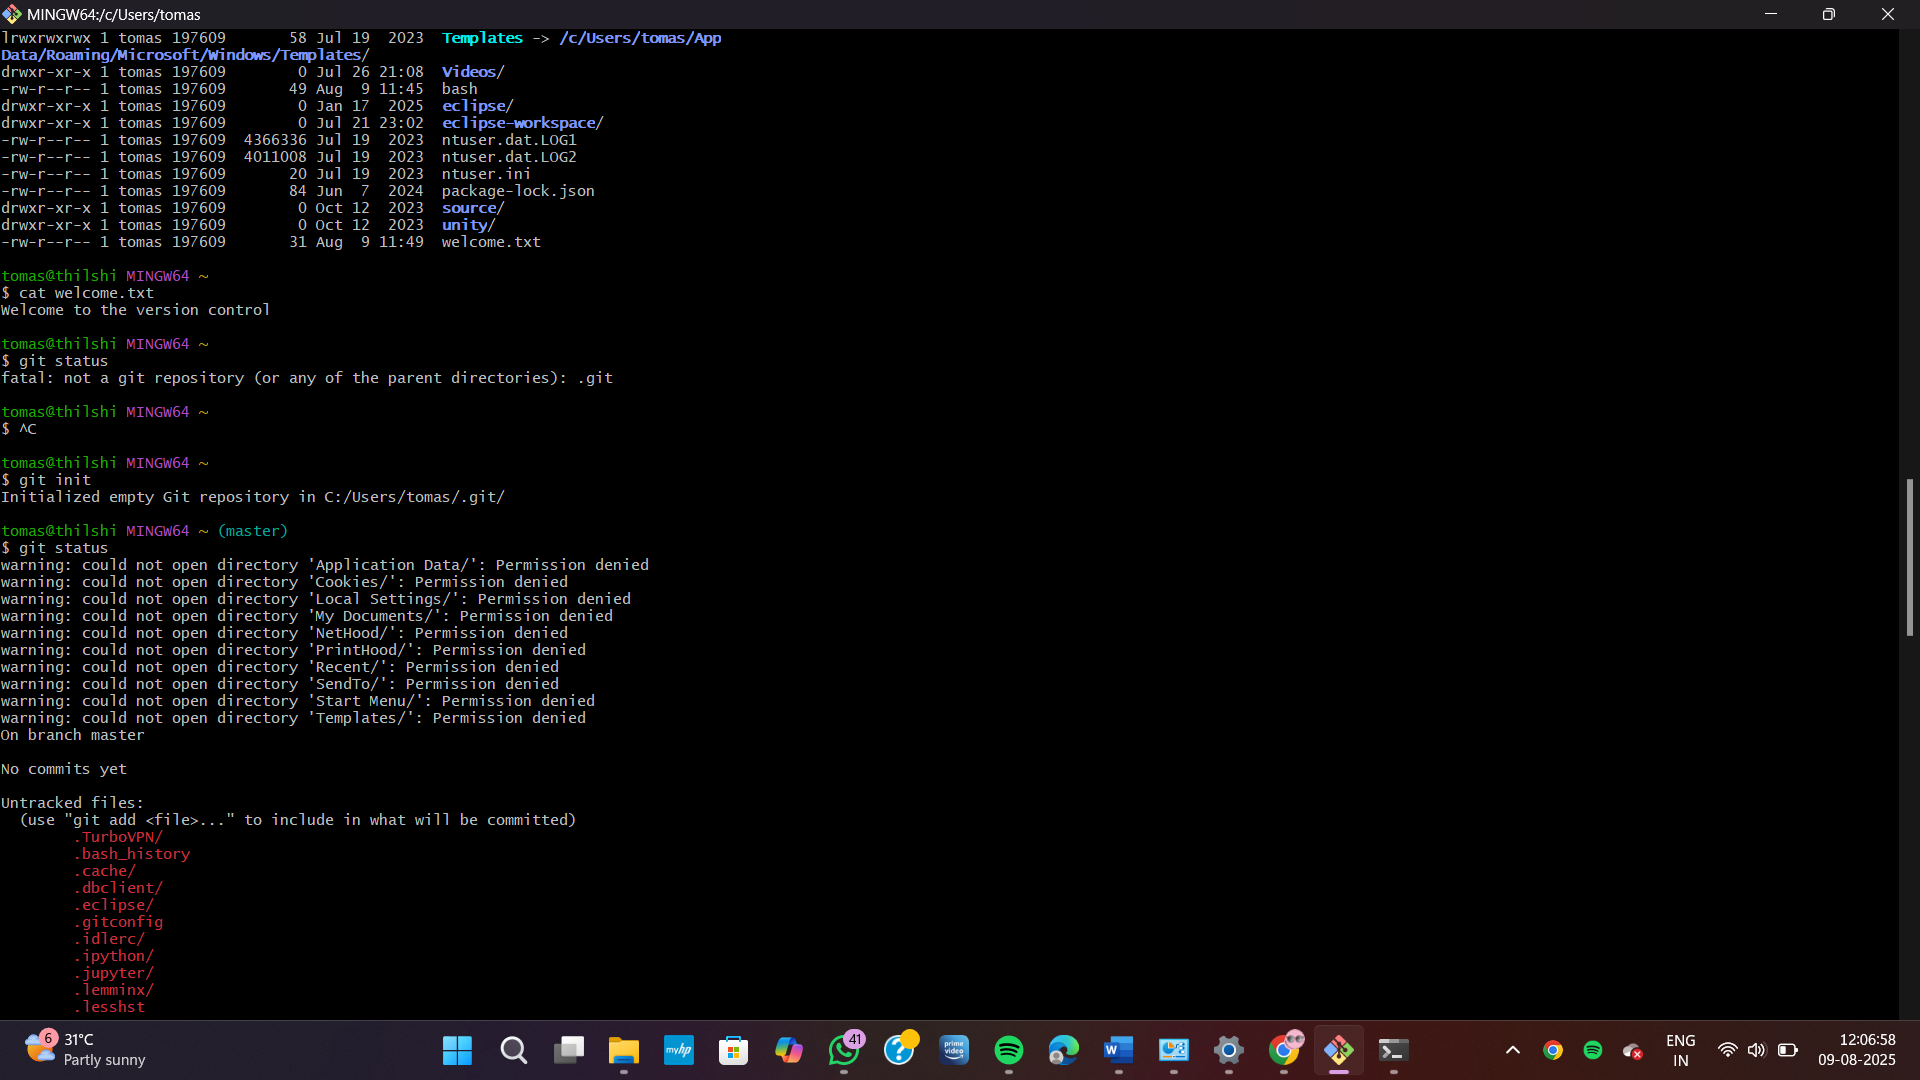 MINGW64:/c/Users/tomas
lrwxrwxrwx 1 tomas 197609       58 Jul 19  2023  Templates -> /c/Users/tomas/App
Data/Roaming/Microsoft/Windows/Templates/
drwxr-xr-x 1 tomas 197609        0 Jul 26 21:08  Videos/
-rw-r--r-- 1 tomas 197609       49 Aug  9 11:45  bash
drwxr-xr-x 1 tomas 197609        0 Jan 17  2025  eclipse/
drwxr-xr-x 1 tomas 197609        0 Jul 21 23:02  eclipse-workspace/
-rw-r--r-- 1 tomas 197609  4366336 Jul 19  2023  ntuser.dat.LOG1
-rw-r--r-- 1 tomas 197609  4011008 Jul 19  2023  ntuser.dat.LOG2
-rw-r--r-- 1 tomas 197609       20 Jul 19  2023  ntuser.ini
-rw-r--r-- 1 tomas 197609       84 Jun  7  2024  package-lock.json
drwxr-xr-x 1 tomas 197609        0 Oct 12  2023  source/
drwxr-xr-x 1 tomas 197609        0 Oct 12  2023  unity/
-rw-r--r-- 1 tomas 197609       31 Aug  9 11:49  welcome.txt
tomas@thilshi MINGW64 ~
$ cat welcome.txt
Welcome to the version control
tomas@thilshi MINGW64 ~
$ git status
fatal: not a git repository (or any of the parent directories): .git
tomas@thilshi MINGW64 ~
$ ^C
tomas@thilshi MINGW64 ~
$ git init
Initialized empty Git repository in C:/Users/tomas/.git/
tomas@thilshi MINGW64 ~ (master)
$ git status
warning: could not open directory 'Application Data/': Permission denied
warning: could not open directory 'Cookies/': Permission denied
warning: could not open directory 'Local Settings/': Permission denied
warning: could not open directory 'My Documents/': Permission denied
warning: could not open directory 'NetHood/': Permission denied
warning: could not open directory 'PrintHood/': Permission denied
warning: could not open directory 'Recent/': Permission denied
warning: could not open directory 'SendTo/': Permission denied
warning: could not open directory 'Start Menu/': Permission denied
warning: could not open directory 'Templates/': Permission denied
On branch master
No commits yet
Untracked files:
  (use "git add <file>..." to include in what will be committed)
        .TurboVPN/
        .bash_history
        .cache/
        .dbclient/
        .eclipse/
        .gitconfig
        .idlerc/
        .ipython/
        .jupyter/
        .lemminx/
        .lesshst
6
31°C
Partly sunny
myhp
41
prime video
W
ENG
IN
12:06:58
09-08-2025